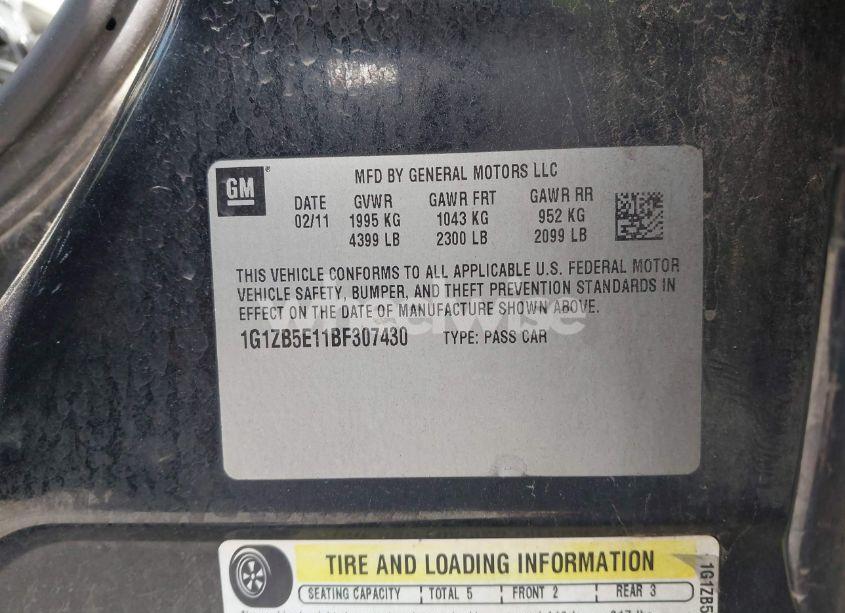 GM®
MFD BY GENERAL MOTORS LLC
DATE GVWR GAWR FRT GAWR RR
02/11 1995 KG 1043 KG 952 KG
4399 LB 2300 LB 2099 LB
THIS VEHICLE CONFORMS TO ALL APPLICABLE U.S. FEDERAL MOTOR
VEHICLE SAFETY, BUMPER, AND THEFT PREVENTION STANDARDS IN
EFFECT ON THE DATE OF MANUFACTURE SHOWN ABOVE.
1G1ZB5E11BF307430 TYPE: PASS CAR
TIRE AND LOADING INFORMATION
SEATING CAPACITY TOTAL 5 FRONT 2 REAR 3
1G1ZB5